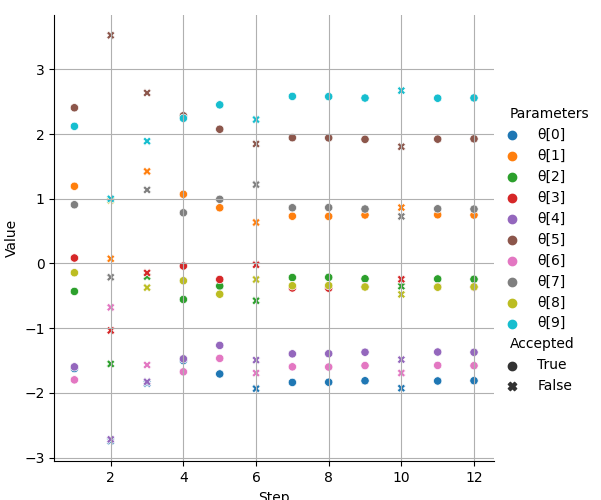 3
2
1
0
−1
−2
−3
Value
2
4
6
8
10
12
Step
Parameters
θ[0]
θ[1]
θ[2]
θ[3]
θ[4]
θ[5]
θ[6]
θ[7]
θ[8]
θ[9]
Accepted
True
False